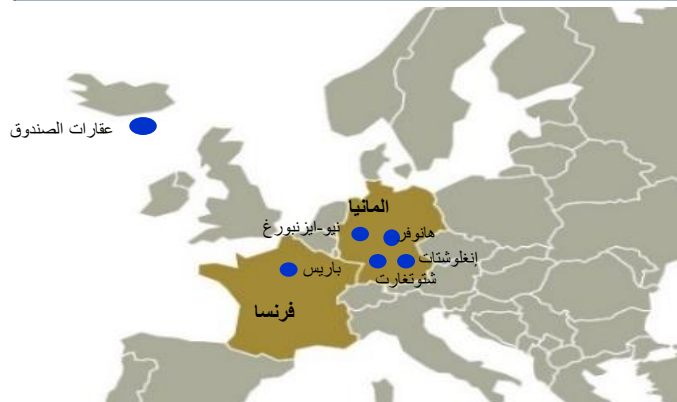 عقارات الصندوق
المانيا
نيو-ايزنبورغ
هانوفر
إنغلوشتات
شتوتغارت
باريس
فرنسا